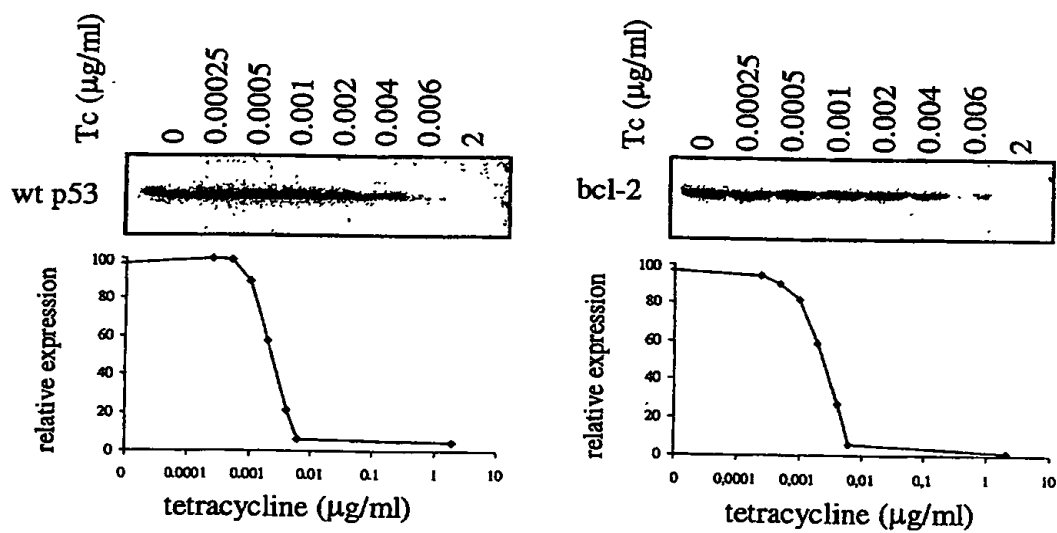 Tc (µg/ml)
0
0.00025
0.0005
0.001
0.002
0.004
0.006
2
wt p53
relative expression
100
80
60
40
20
0
0 0.0001 0.001 0.01 0.1 1 10
tetracycline (µg/ml)
Tc (µg/ml)
0
0.00025
0.0005
0.001
0.002
0.004
0.006
2
bcl-2
relative expression
100
80
60
40
20
0
0 0,0001 0,001 0,01 0,1 1 10
tetracycline (µg/ml)